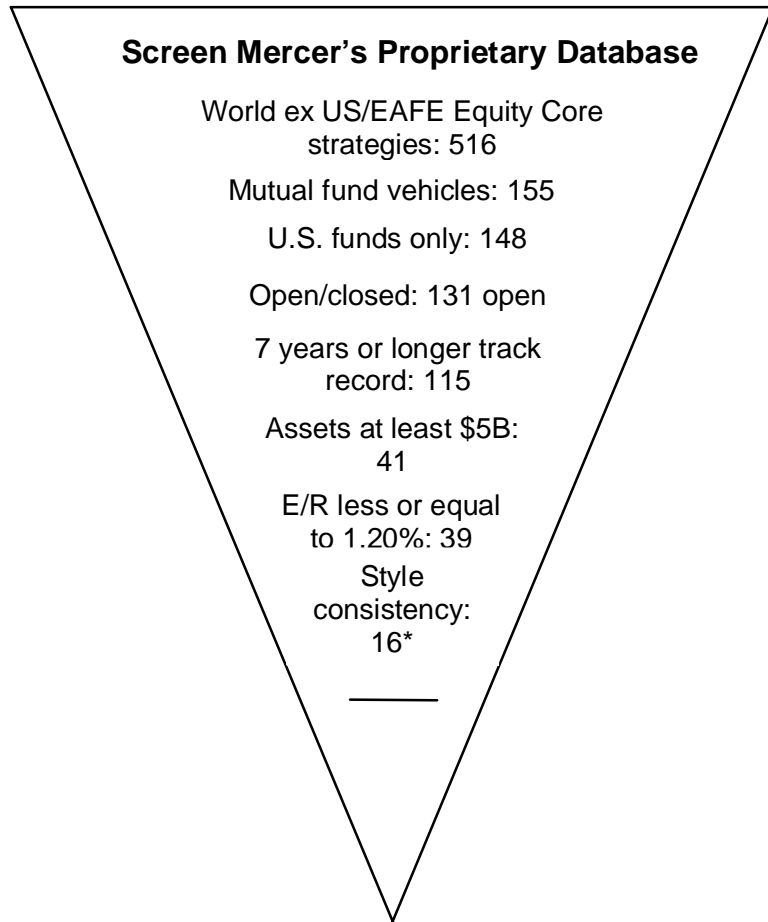 Screen Mercer's Proprietary Database
World ex US/EAFE Equity Core
strategies: 516
Mutual fund vehicles: 155
U.S. funds only: 148
Open/closed: 131 open
7 years or longer track
record: 115
Assets at least $5B:
41
E/R less or equal
to 1.20%: 39
Style
consistency:
16*